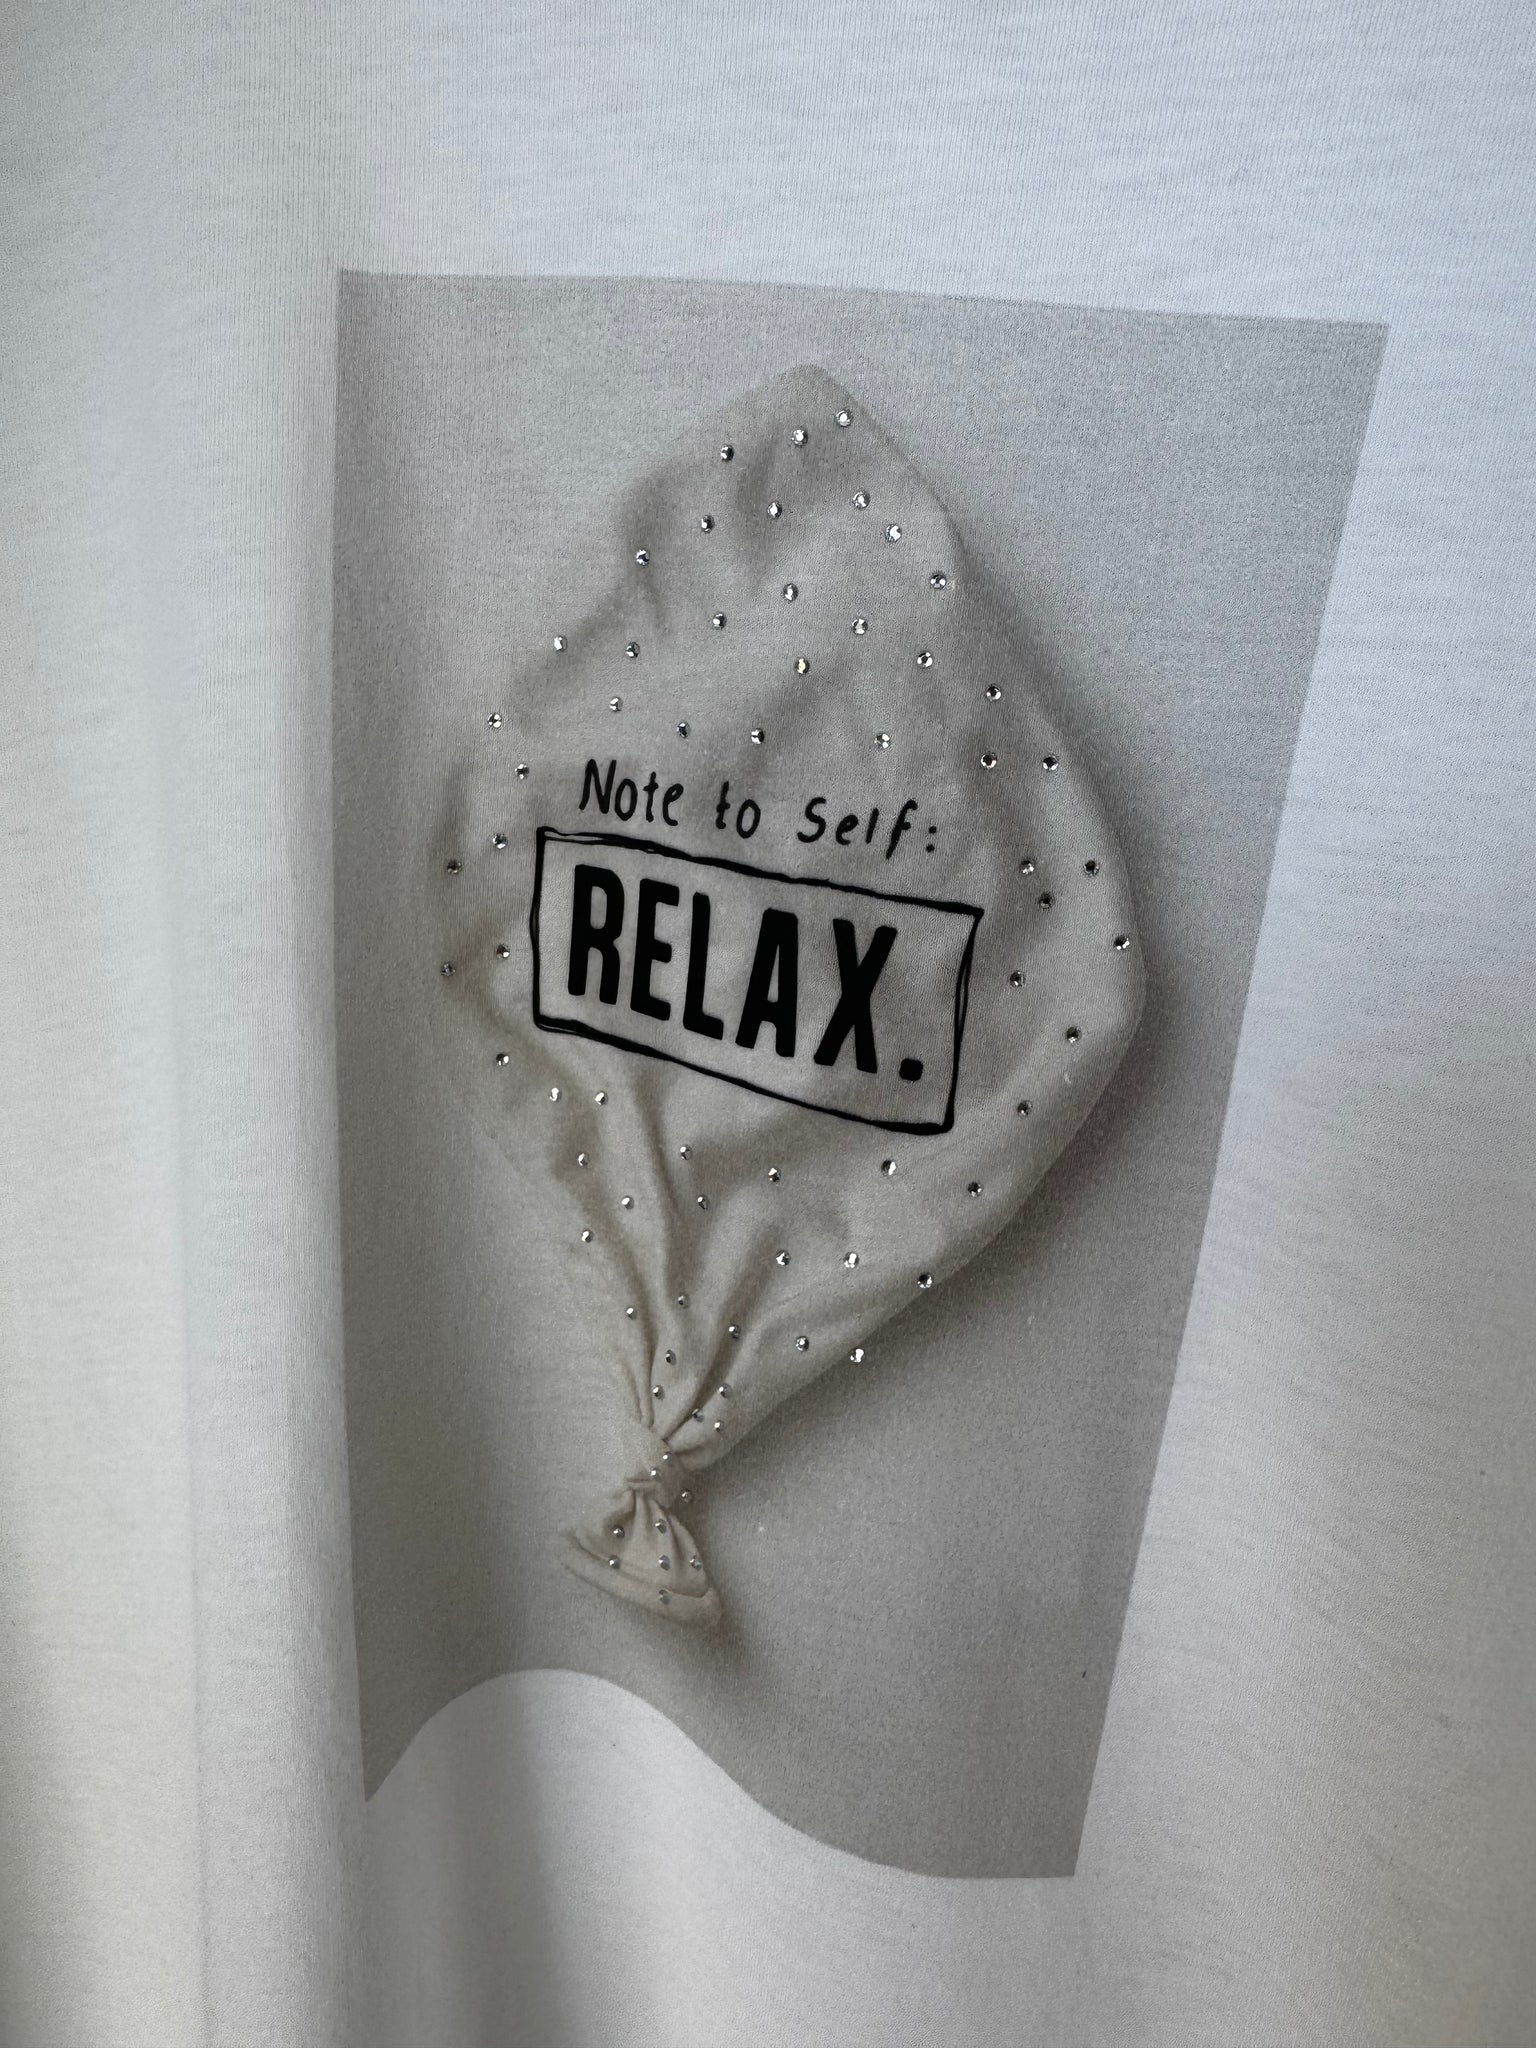 Note to Self:
RELAX.